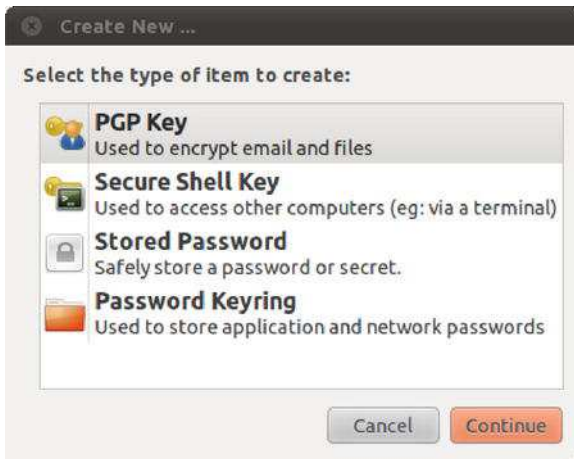 Create New ...
Select the type of item to create:
PGP Key
Used to encrypt email and files
Secure Shell Key
Used to access other computers (eg: via a terminal)
Stored Password
Safely store a password or secret.
Password Keyring
Used to store application and network passwords
Cancel Continue